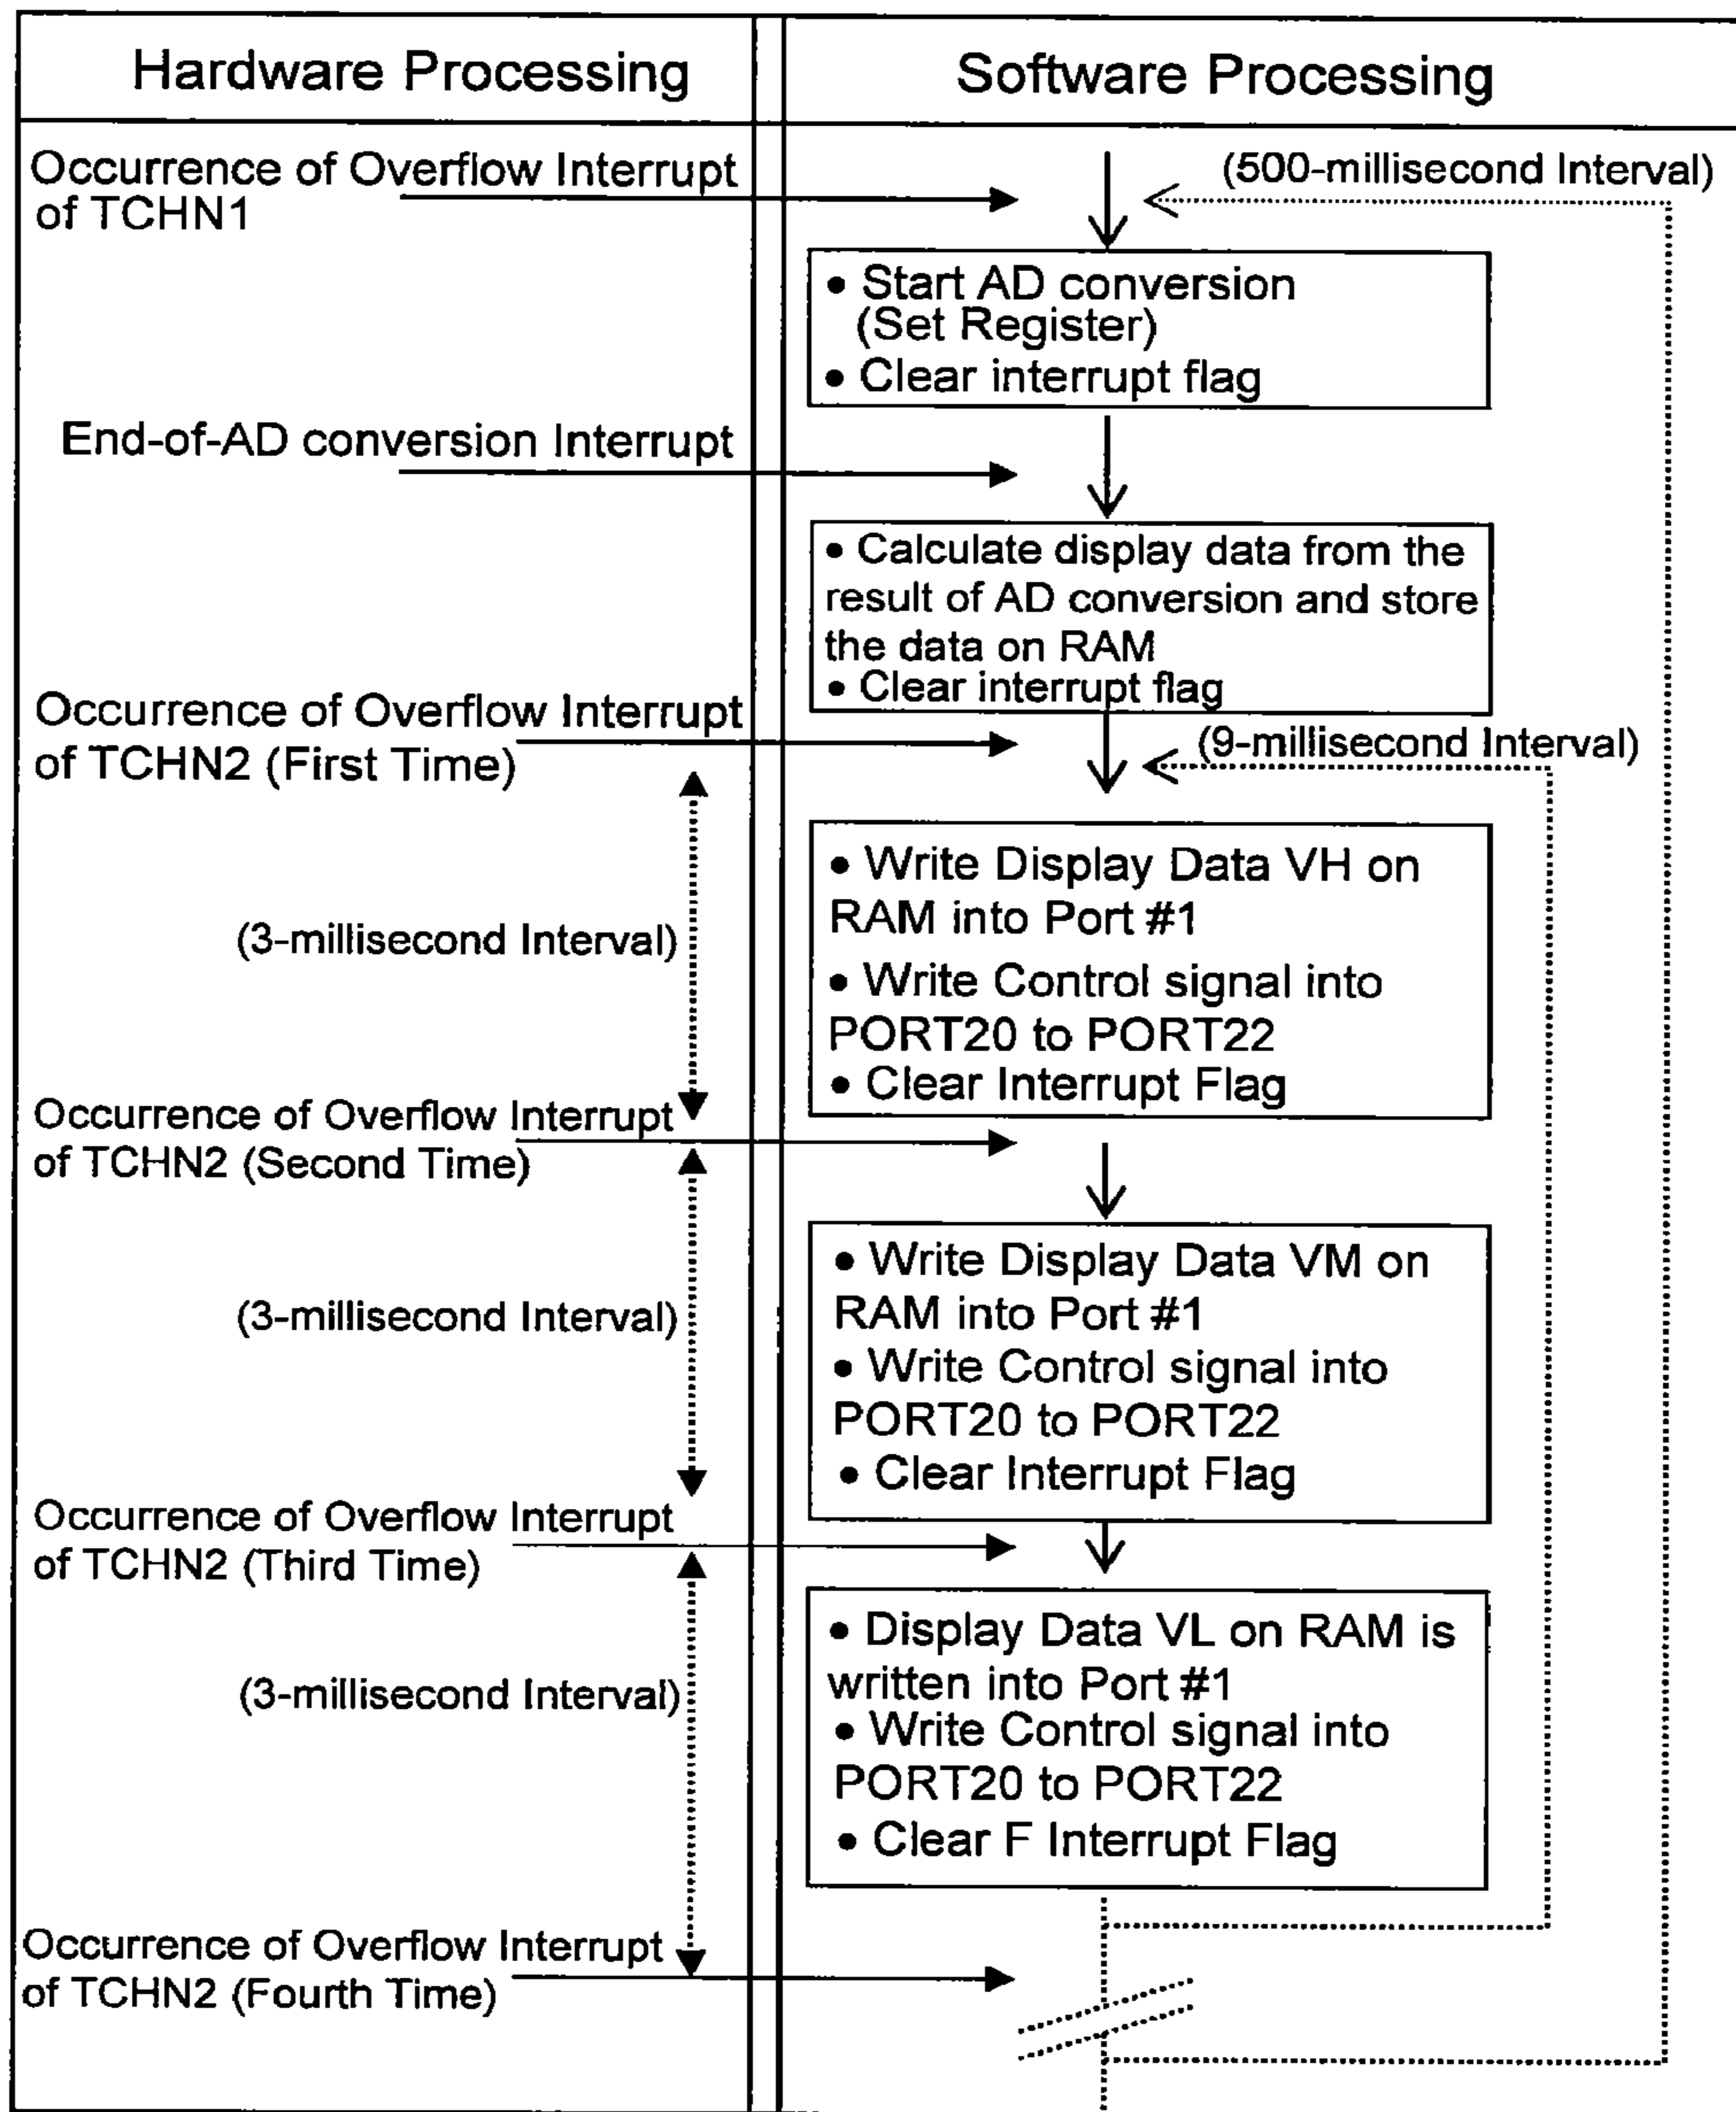 Hardware Processing
Software Processing
Occurrence of Overflow Interrupt
of TCHN1
(500-millisecond Interval)
• Start AD conversion
(Set Register)
• Clear interrupt flag
End-of-AD conversion Interrupt
• Calculate display data from the
result of AD conversion and store
the data on RAM
• Clear interrupt flag
Occurrence of Overflow Interrupt
of TCHN2 (First Time)
(9-millisecond Interval)
• Write Display Data VH on
RAM into Port #1
• Write Control signal into
PORT20 to PORT22
• Clear Interrupt Flag
(3-millisecond Interval)
Occurrence of Overflow Interrupt
of TCHN2 (Second Time)
• Write Display Data VM on
RAM into Port #1
• Write Control signal into
PORT20 to PORT22
• Clear Interrupt Flag
(3-millisecond Interval)
Occurrence of Overflow Interrupt
of TCHN2 (Third Time)
• Display Data VL on RAM is
written into Port #1
• Write Control signal into
PORT20 to PORT22
• Clear F Interrupt Flag
(3-millisecond Interval)
Occurrence of Overflow Interrupt
of TCHN2 (Fourth Time)